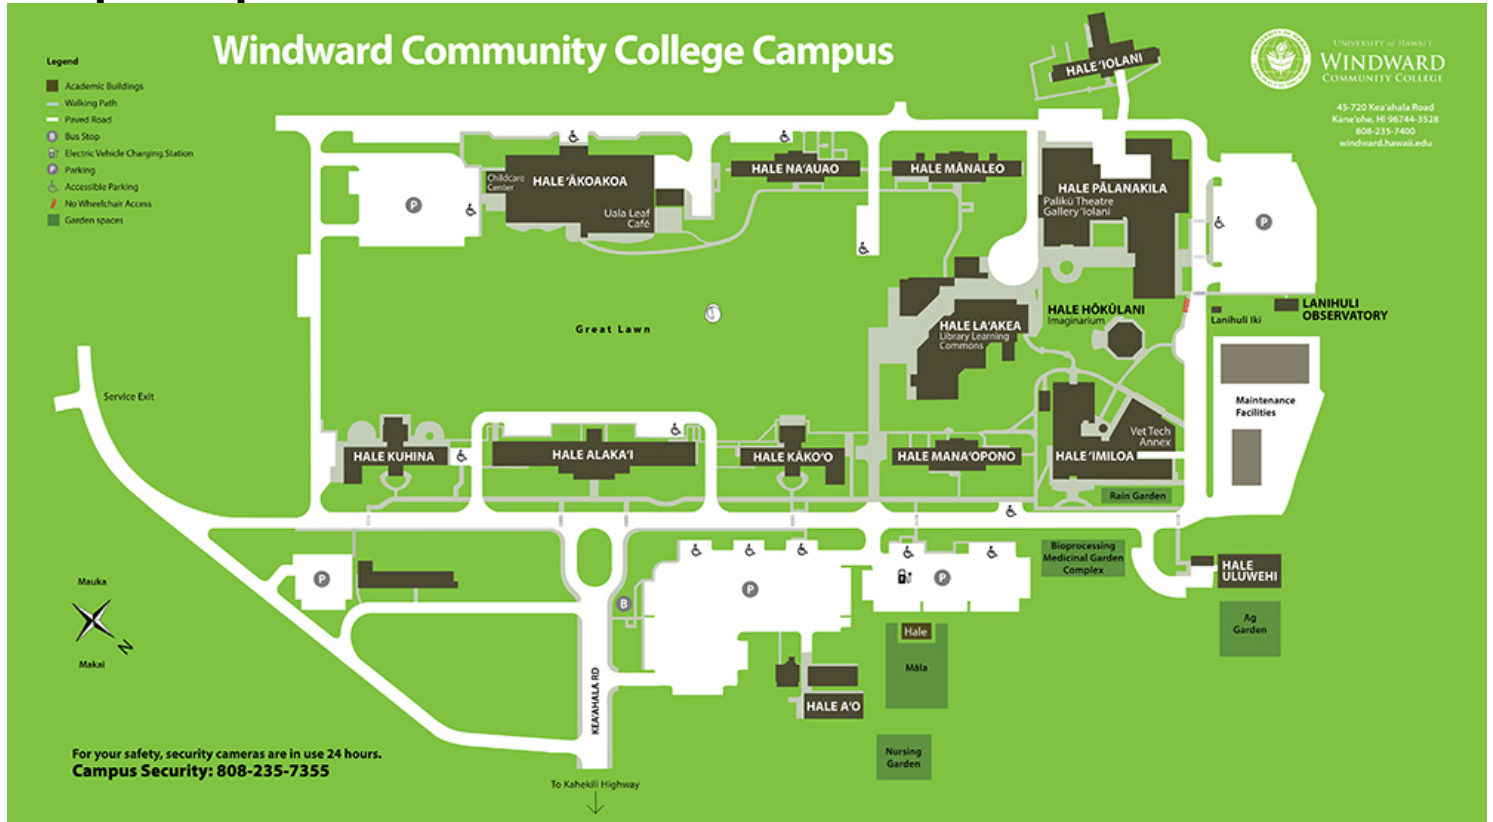 Windward Community College Campus
Legend
Academic Buildings
Walking Path
Paved Road
B Bus Stop
Electric Vehicle Charging Station
P Parking
Accessible Parking
No Wheelchair Access
Garden spaces
UNIVERSITY of HAWAI'I
WINDWARD
COMMUNITY COLLEGE
45-720 Kea'ahala Road
Kāne'ohe, HI 96744-3528
808-235-7400
windward.hawaii.edu
HALE 'IOLANI
Childcare
Center
HALE 'ĀKOAKOA
Uala Leaf
Café
HALE NA'AUAO
HALE MĀNALEO
HALE PĀLANAKILA
Palikū Theatre
Gallery 'Iolani
P
P
HALE HŌKŪLANI
Imaginarium
HALE LA'AKEA
Library Learning
Commons
Lanihuli Iki
LANIHULI
OBSERVATORY
Great Lawn
Service Exit
Maintenance
Facilities
HALE KUHINA
HALE ALAKA'I
HALE KĀKO'O
HALE MANA'OPONO
HALE 'IMILOA
Vet Tech
Annex
Rain Garden
Bioprocessing
Medicinal Garden
Complex
HALE
ULUWEHI
Ag
Garden
P
P
P
B
Hale
Māla
HALE A'O
Nursing
Garden
Mauka
N
Makai
KEA'AHALA RD
For your safety, security cameras are in use 24 hours.
Campus Security: 808-235-7355
To Kahekili Highway